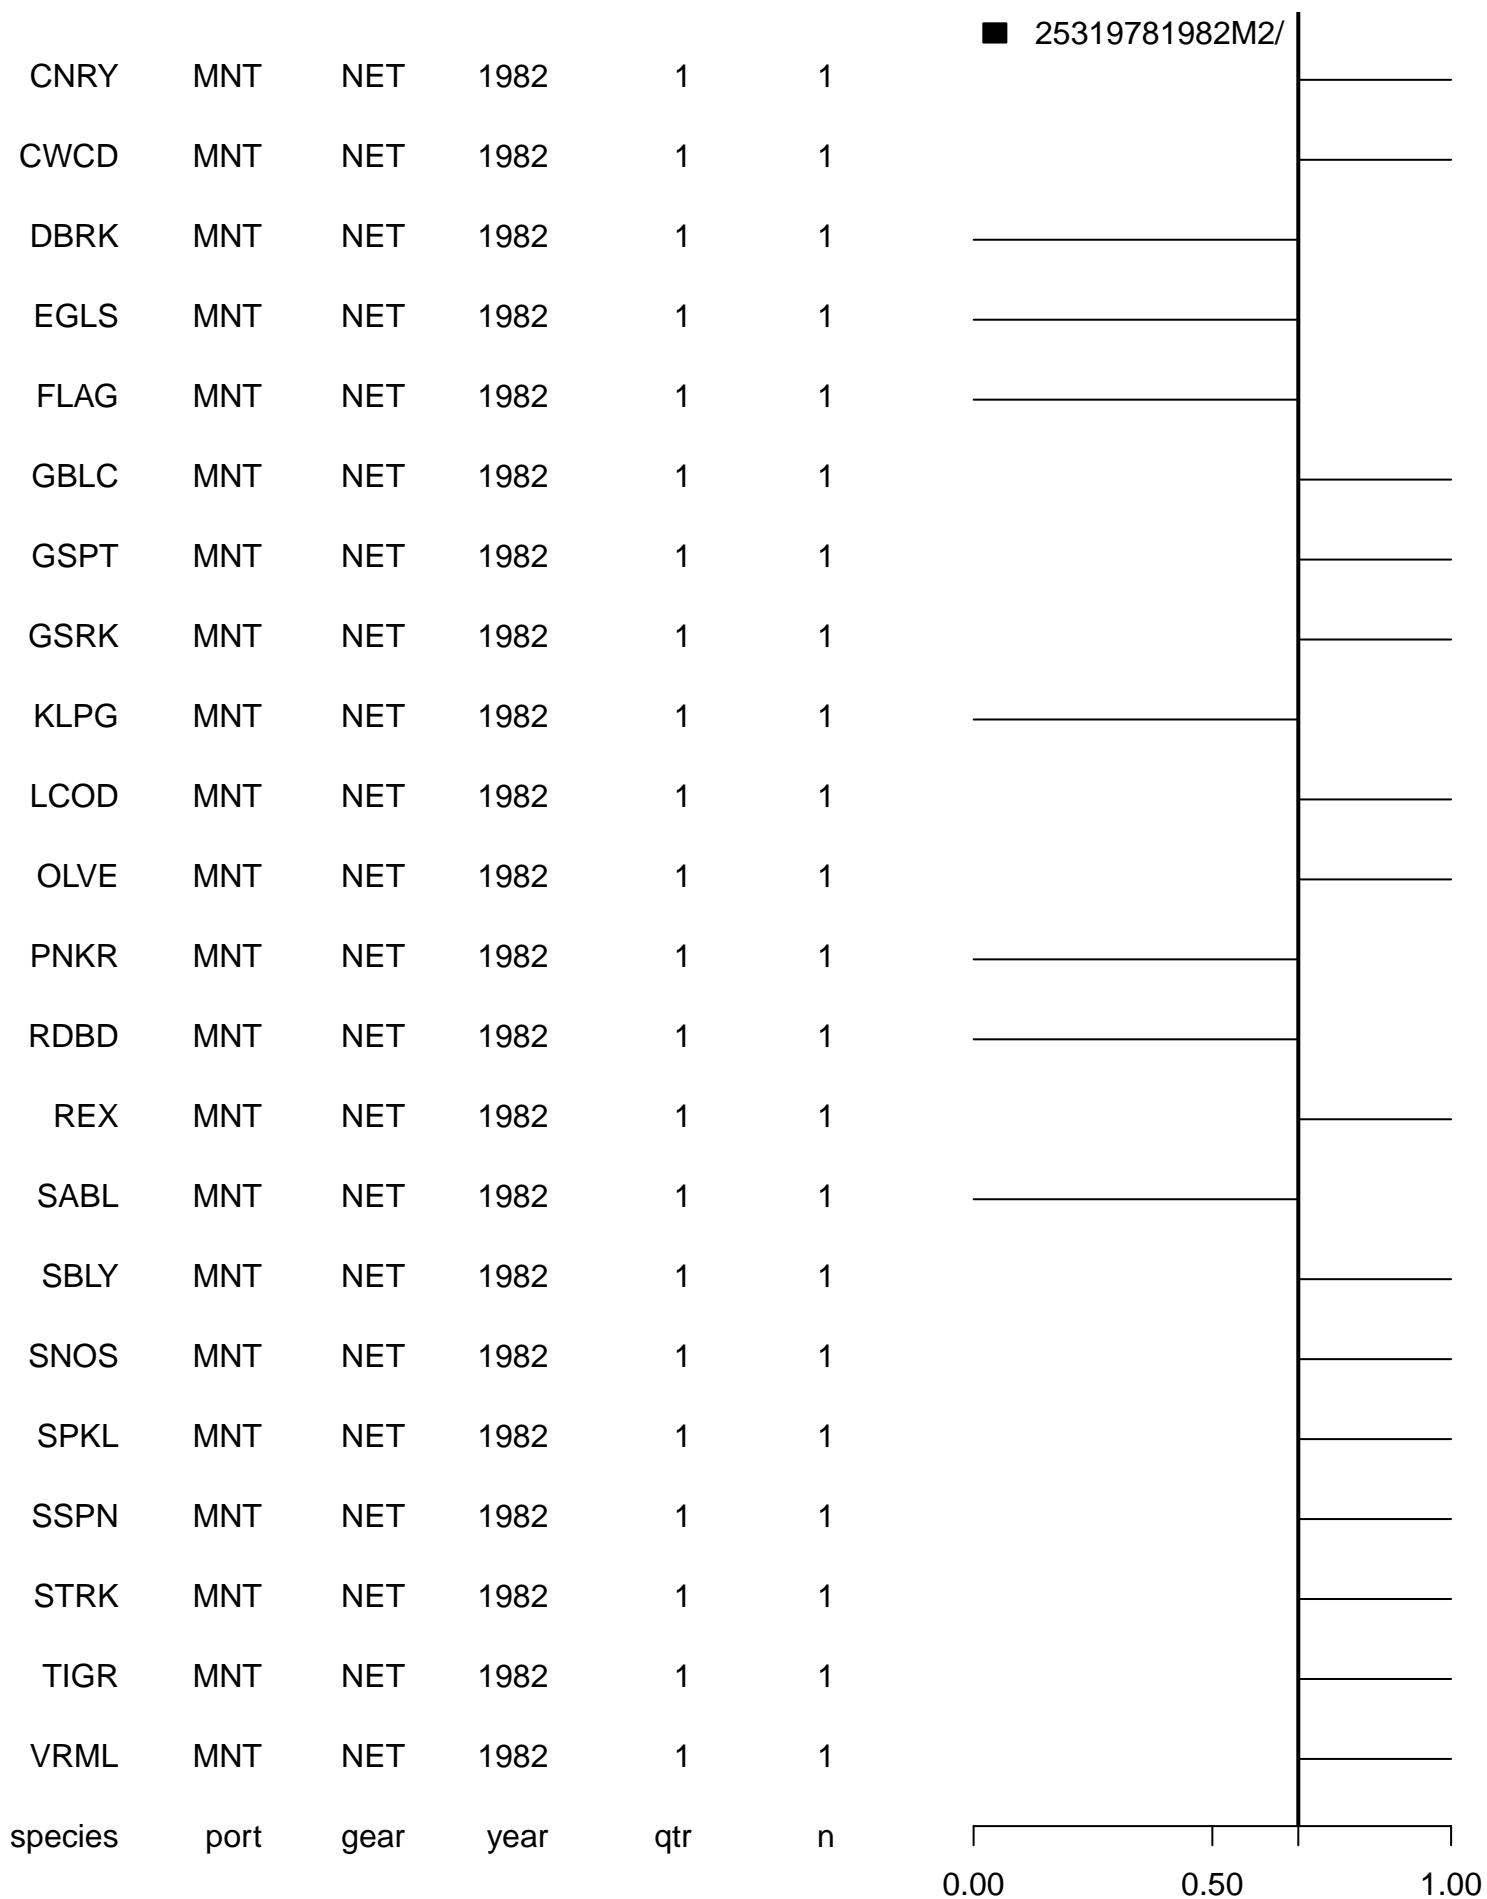 25319781982M2/
CNRY MNT NET 1982 1 1
CWCD MNT NET 1982 1 1
DBRK MNT NET 1982 1 1
EGLS MNT NET 1982 1 1
FLAG MNT NET 1982 1 1
GBLC MNT NET 1982 1 1
GSPT MNT NET 1982 1 1
GSRK MNT NET 1982 1 1
KLPG MNT NET 1982 1 1
LCOD MNT NET 1982 1 1
OLVE MNT NET 1982 1 1
PNKR MNT NET 1982 1 1
RDBD MNT NET 1982 1 1
REX MNT NET 1982 1 1
SABL MNT NET 1982 1 1
SBLY MNT NET 1982 1 1
SNOS MNT NET 1982 1 1
SPKL MNT NET 1982 1 1
SSPN MNT NET 1982 1 1
STRK MNT NET 1982 1 1
TIGR MNT NET 1982 1 1
VRML MNT NET 1982 1 1
species port gear year qtr n
0.00 0.50 1.00